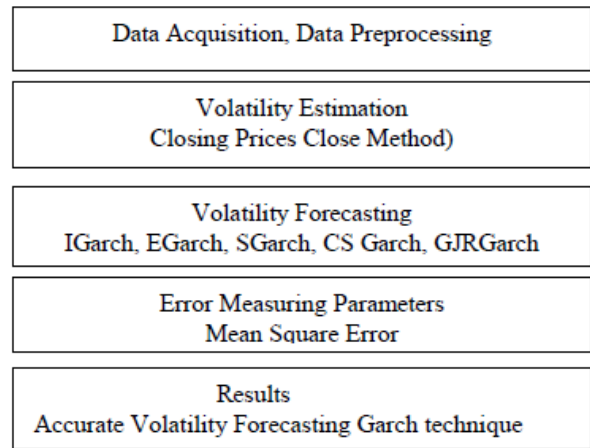 Data Acquisition, Data Preprocessing
Volatility Estimation
Closing Prices Close Method)
Volatility Forecasting
IGarch, EGarch, SGarch, CS Garch, GJRGarch
Error Measuring Parameters
Mean Square Error
Results
Accurate Volatility Forecasting Garch technique